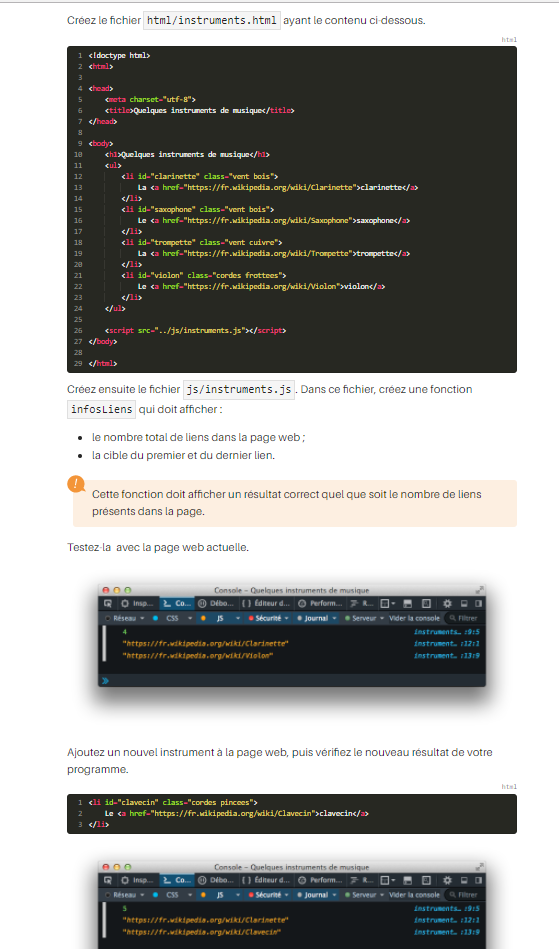 Créez le fichier html/instruments.html ayant le contenu ci-dessous.
html
1 <!doctype html>
2 <html>
3
4 <head>
5 <meta charset="utf-8">
6 <title>Quelques instruments de musique</title>
7 </head>
8
9 <body>
10 <h1>Quelques instruments de musique</h1>
11 <ul>
12 <li id="clarinette" class="vent bois">
13 La <a href="https://fr.wikipedia.org/wiki/Clarinette">clarinette</a>
14 </li>
15 <li id="saxophone" class="vent bois">
16 Le <a href="https://fr.wikipedia.org/wiki/Saxophone">saxophone</a>
17 </li>
18 <li id="trompette" class="vent cuivre">
19 La <a href="https://fr.wikipedia.org/wiki/Trompette">trompette</a>
20 </li>
21 <li id="violon" class="cordes frottees">
22 Le <a href="https://fr.wikipedia.org/wiki/Violon">violon</a>
23 </li>
24 </ul>
25
26 <script src="../js/instruments.js"></script>
27 </body>
28
29 </html>
Créez ensuite le fichier js/instruments.js . Dans ce fichier, créez une fonction
infosLiens qui doit afficher :
le nombre total de liens dans la page web ;
la cible du premier et du dernier lien.
!
Cette fonction doit afficher un résultat correct quel que soit le nombre de liens
présents dans la page.
Testez-la avec la page web actuelle.
Console – Quelques instruments de musique
Insp... Co... Débo... { } Éditeur d... Perform... R...
Réseau CSS JS Sécurité Journal Serveur Vider la console Filtrer
4 instruments… :9:5
"https://fr.wikipedia.org/wiki/Clarinette" instrument… :12:1
"https://fr.wikipedia.org/wiki/Violon" instrument… :13:9
»
Ajoutez un nouvel instrument à la page web, puis vérifiez le nouveau résultat de votre
programme.
html
1 <li id="clavecin" class="cordes pincees">
2 Le <a href="https://fr.wikipedia.org/wiki/Clavecin">clavecin</a>
3 </li>
Console – Quelques instruments de musique
Insp... Co... Débo... { } Éditeur d... Perform... R...
Réseau CSS JS Sécurité Journal Serveur Vider la console Filtrer
5 instruments… :9:5
"https://fr.wikipedia.org/wiki/Clarinette" instrument… :12:1
"https://fr.wikipedia.org/wiki/Clavecin" instrument… :13:9